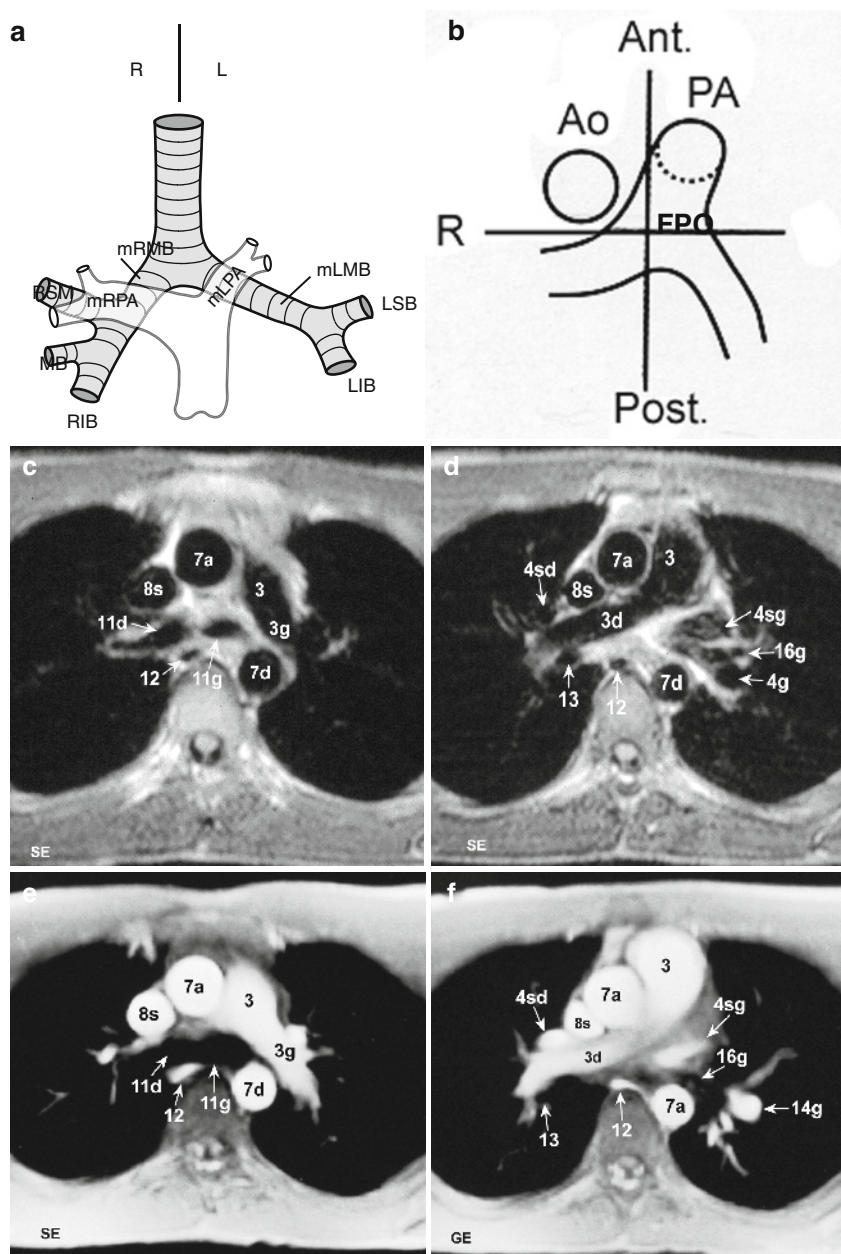 a
R L
mRMB
mLPA
mLMB
RSM
mRPA
LSB
MB
LIB
RIB
b
Ant.
PA
Ao
R
FPO
Post.
c
7a
8s
3
11d
3g
12
11g
7d
SE
d
4sd
7a
3
8s
3d
4sg
16g
13
12
7d
4g
SE
e
7a
8s
3
3g
11d
12
11g
7d
SE
f
3
4sd
7a
8s
4sg
3d
16g
13
12
7a
14g
GE